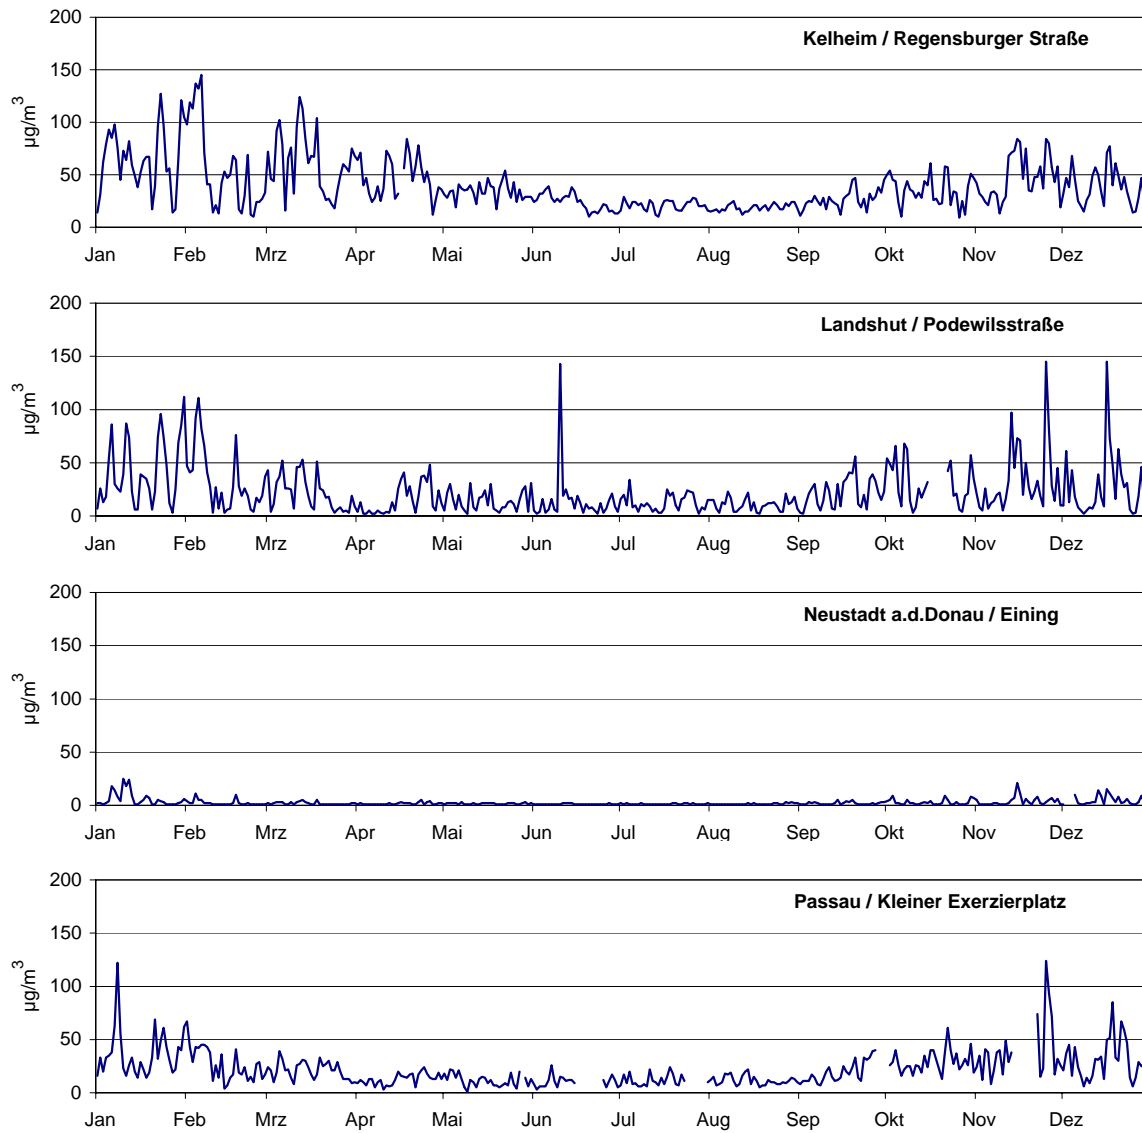 200
Kelheim / Regensburger Straße
150
100
50
0
µg/m³
Jan Feb Mrz Apr Mai Jun Jul Aug Sep Okt Nov Dez
200
Landshut / Podewilsstraße
150
100
50
0
µg/m³
Jan Feb Mrz Apr Mai Jun Jul Aug Sep Okt Nov Dez
200
Neustadt a.d.Donau / Eining
150
100
50
0
µg/m³
Jan Feb Mrz Apr Mai Jun Jul Aug Sep Okt Nov Dez
200
Passau / Kleiner Exerzierplatz
150
100
50
0
µg/m³
Jan Feb Mrz Apr Mai Jun Jul Aug Sep Okt Nov Dez